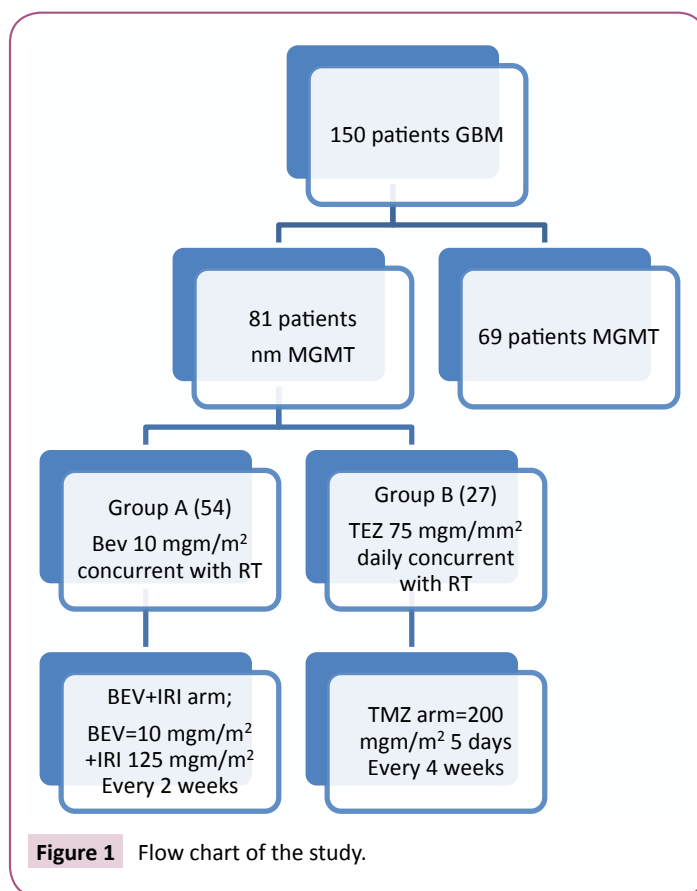 150 patients GBM
81 patients
nm MGMT
69 patients MGMT
Group A (54)
Bev 10 mgm/m²
concurrent with RT
Group B (27)
TEZ 75 mgm/mm²
daily concurrent
with RT
BEV+IRI arm;
BEV=10 mgm/m²
+IRI 125 mgm/m²
Every 2 weeks
TMZ arm=200
mgm/m² 5 days
Every 4 weeks
Figure 1 Flow chart of the study.